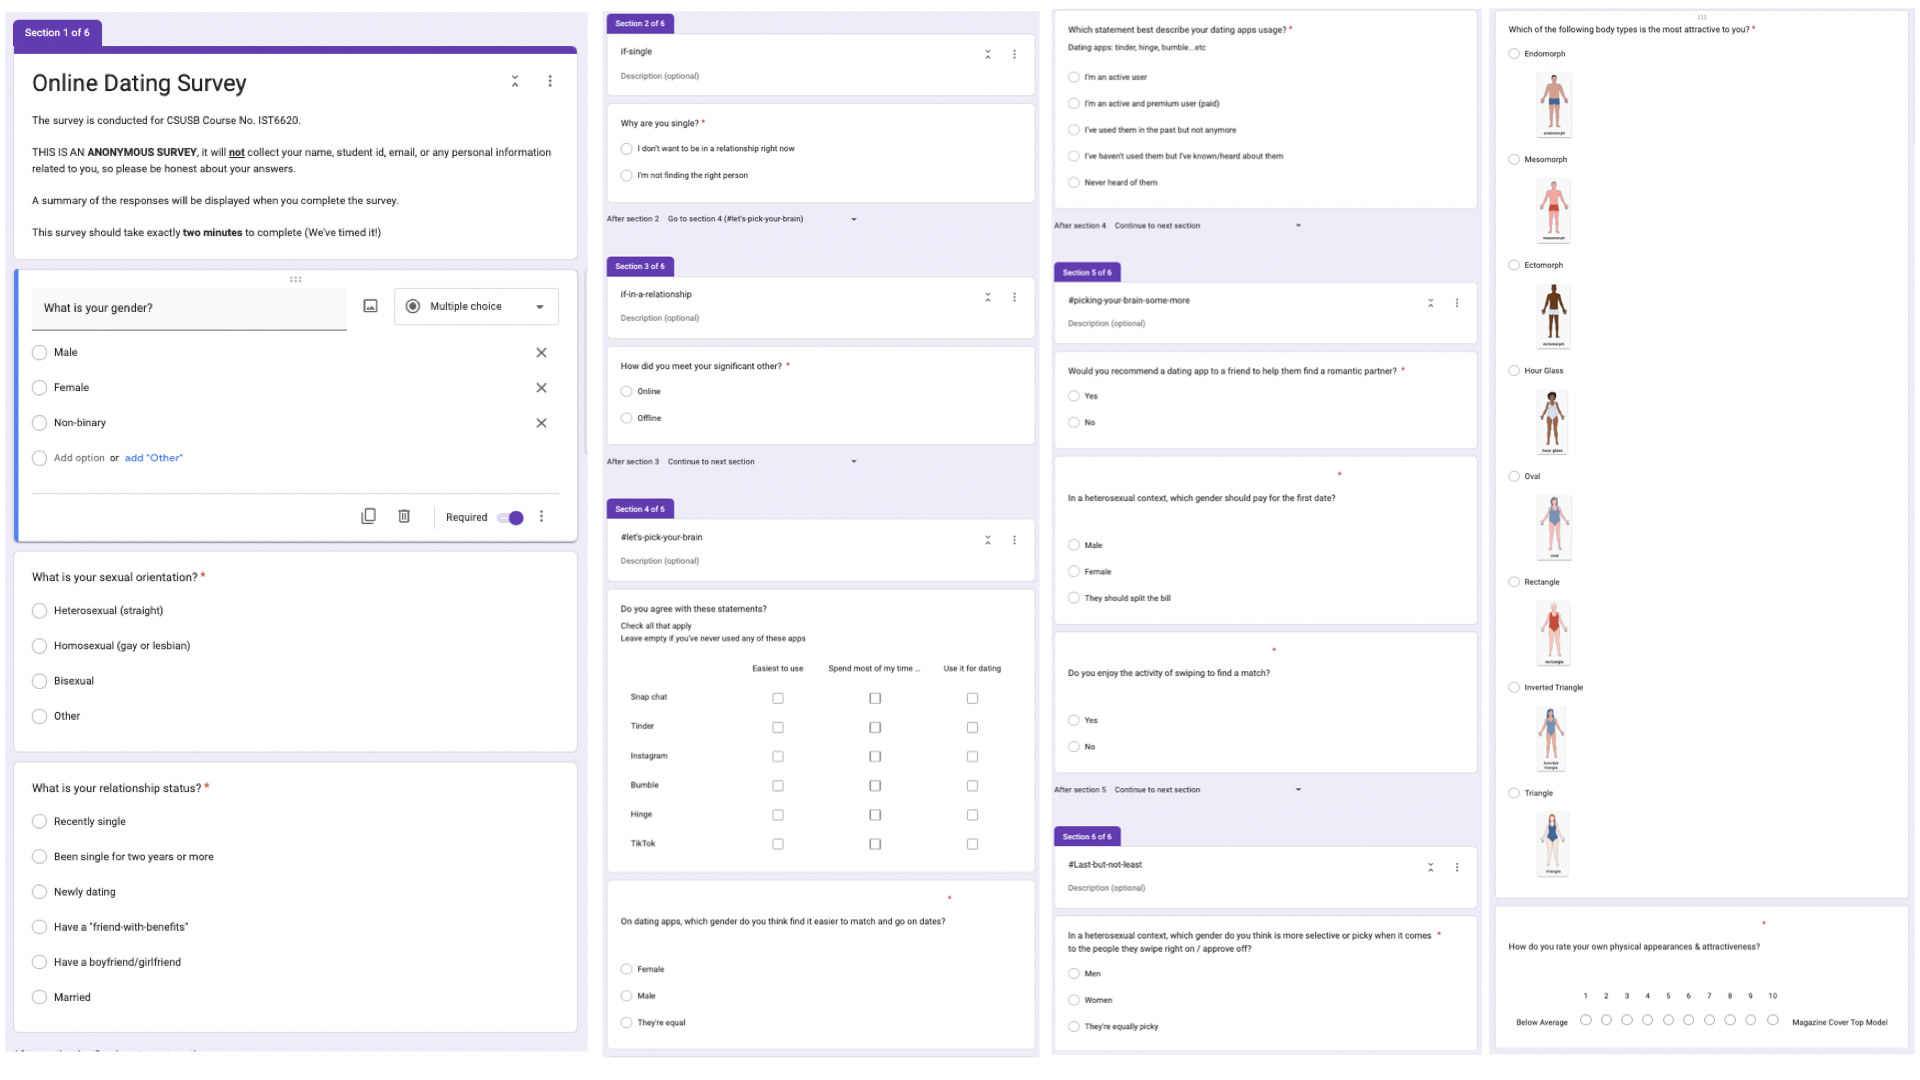 Section 1 of 6
Online Dating Survey
The survey is conducted for CSUSB Course No. IST6620.
THIS IS AN ANONYMOUS SURVEY, it will not collect your name, student id, email, or any personal information
related to you, so please be honest about your answers.
A summary of the responses will be displayed when you complete the survey.
This survey should take exactly two minutes to complete (We've timed it!)
What is your gender?
Multiple choice
Male
Female
Non-binary
Add option or add "Other"
Required
What is your sexual orientation? *
Heterosexual (straight)
Homosexual (gay or lesbian)
Bisexual
Other
What is your relationship status? *
Recently single
Been single for two years or more
Newly dating
Have a "friend-with-benefits"
Have a boyfriend/girlfriend
Married
Section 2 of 6
if-single
Description (optional)
Why are you single? *
I don't want to be in a relationship right now
I'm not finding the right person
After section 2 Go to section 4 (#let's-pick-your-brain)
Section 3 of 6
if-in-a-relationship
Description (optional)
How did you meet your significant other? *
Online
Offline
After section 3 Continue to next section
Section 4 of 6
#let's-pick-your-brain
Description (optional)
Do you agree with these statements?
Check all that apply
Leave empty if you've never used any of these apps
Easiest to use Spend most of my time ... Use it for dating
Snap chat
Tinder
Instagram
Bumble
Hinge
TikTok
*
On dating apps, which gender do you think find it easier to match and go on dates?
Female
Male
They're equal
Which statement best describe your dating apps usage? *
Dating apps: tinder, hinge, bumble...etc
I'm an active user
I'm an active and premium user (paid)
I've used them in the past but not anymore
I've haven't used them but I've known/heard about them
Never heard of them
After section 4 Continue to next section
Section 5 of 6
#picking-your-brain-some-more
Description (optional)
Would you recommend a dating app to a friend to help them find a romantic partner? *
Yes
No
*
In a heterosexual context, which gender should pay for the first date?
Male
Female
They should split the bill
*
Do you enjoy the activity of swiping to find a match?
Yes
No
After section 5 Continue to next section
Section 6 of 6
#Last-but-not-least
Description (optional)
In a heterosexual context, which gender do you think is more selective or picky when it comes *
to the people they swipe right on / approve off?
Men
Women
They're equally picky
Which of the following body types is the most attractive to you? *
Endomorph
endomorph
Mesomorph
mesomorph
Ectomorph
ectomorph
Hour Glass
hour glass
Oval
oval
Rectangle
rectangle
Inverted Triangle
inverted
triangle
Triangle
triangle
*
How do you rate your own physical appearances & attractiveness?
1 2 3 4 5 6 7 8 9 10
Below Average Magazine Cover Top Model